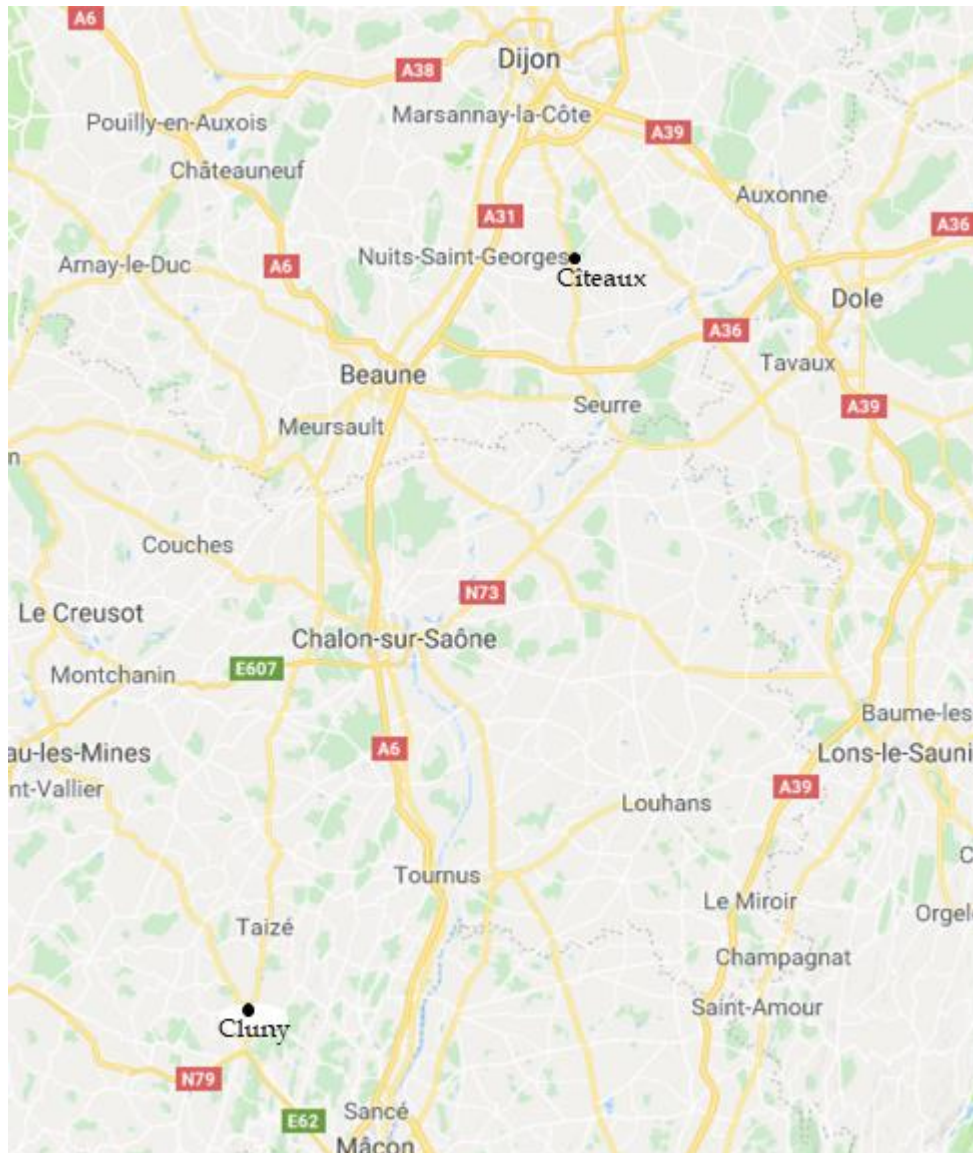 A6
Dijon
A38
Marsannay-la-Côte
Pouilly-en-Auxois
A39
Châteauneuf
Auxonne
A31
A36
Nuits-Saint-Georges
Arnay-le-Duc
A6
Cîteaux
Dole
A36
Tavaux
Beaune
Seurre
A39
Meursault
n
Couches
N73
Le Creusot
Chalon-sur-Saône
E607
Montchanin
Baume-les
A6
au-les-Mines
Lons-le-Sauni
nt-Vallier
A39
Louhans
C
Tournus
Le Miroir
Orgel
Taizé
Champagnat
Saint-Amour
Cluny
N79
Sancé
E62
Mâcon